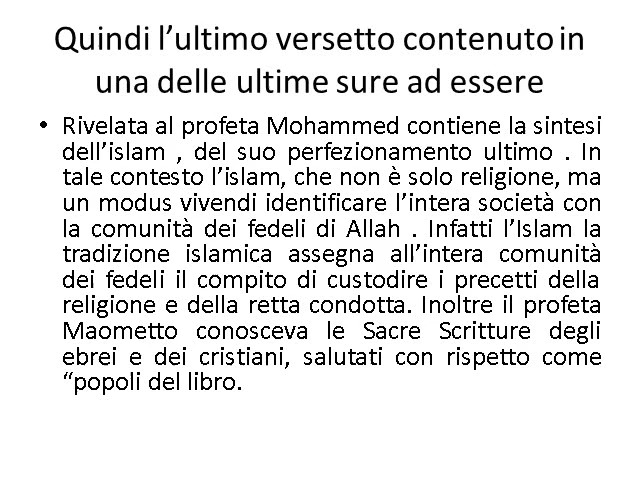 Quindi l’ultimo versetto contenuto in
una delle ultime sure ad essere
• Rivelata al profeta Mohammed contiene la sintesi
dell’islam , del suo perfezionamento ultimo . In
tale contesto l’islam, che non è solo religione, ma
un modus vivendi identificare l’intera società con
la comunità dei fedeli di Allah . Infatti l’Islam la
tradizione islamica assegna all’intera comunità
dei fedeli il compito di custodire i precetti della
religione e della retta condotta. Inoltre il profeta
Maometto conosceva le Sacre Scritture degli
ebrei e dei cristiani, salutati con rispetto come
“popoli del libro.